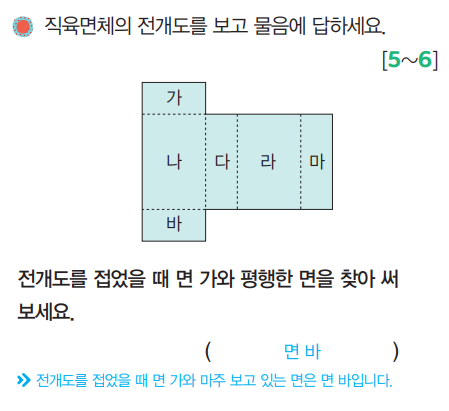 직육면체의 전개도를 보고 물음에 답하세요.
[5~6]
가
나 다 라 마
바
전개도를 접었을 때 면 가와 평행한 면을 찾아 써
보세요.
( 면 바 )
전개도를 접었을 때 면 가와 마주 보고 있는 면은 면 바입니다.